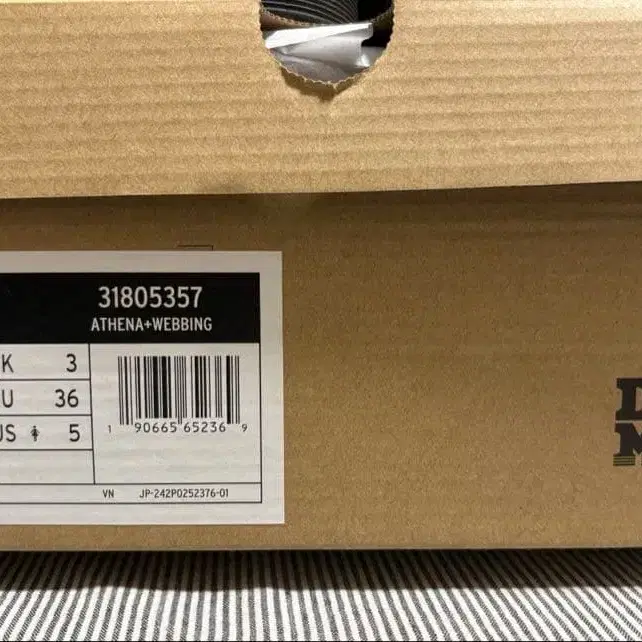 31805357
ATHENA+WEBBING
K 3
U 36
US 5
1 90665 65236 9
VN JP-242P0252376-01
D
M